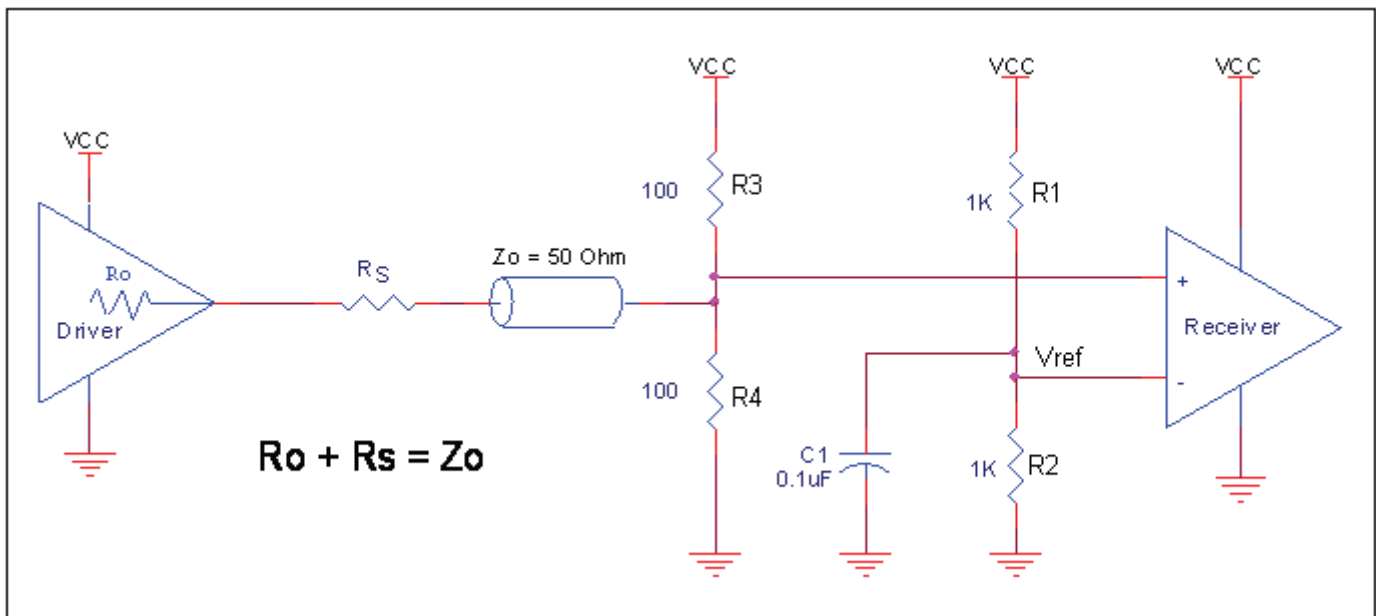 VCC
VCC
VCC
VCC
100
R3
1K
R1
Ro
Driver
RS
Zo = 50 Ohm
+
Receiver
Vref
-
100
R4
Ro + Rs = Zo
C1
0.1uF
1K
R2